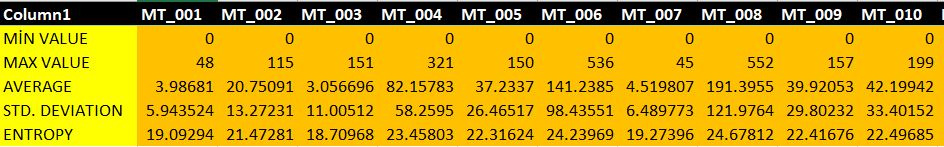 Column1 MT_001 MT_002 MT_003 MT_004 MT_005 MT_006 MT_007 MT_008 MT_009 MT_010
MİN VALUE 0 0 0 0 0 0 0 0 0 0
MAX VALUE 48 115 151 321 150 536 45 552 157 199
AVERAGE 3.98681 20.75091 3.056696 82.15783 37.2337 141.2385 4.519807 191.3955 39.92053 42.19942
STD. DEVIATION 5.943524 13.27231 11.00512 58.2595 26.46517 98.43551 6.489773 121.9764 29.80232 33.40152
ENTROPY 19.09294 21.47281 18.70968 23.45803 22.31624 24.23969 19.27396 24.67812 22.41676 22.49685